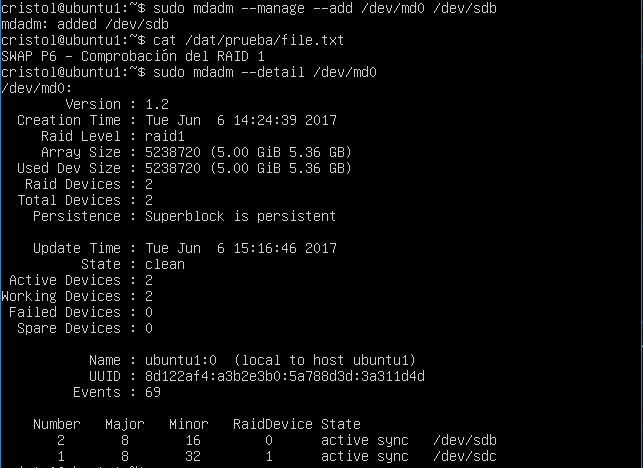 cristol@ubuntu1:~$ sudo mdadm --manage --add /dev/md0 /dev/sdb
mdadm: added /dev/sdb
cristol@ubuntu1:~$ cat /dat/prueba/file.txt
SWAP P6 - Comprobación del RAID 1
cristol@ubuntu1:~$ sudo mdadm --detail /dev/md0
/dev/md0:
Version : 1.2
Creation Time : Tue Jun  6 14:24:39 2017
Raid Level : raid1
Array Size : 5238720 (5.00 GiB 5.36 GB)
Used Dev Size : 5238720 (5.00 GiB 5.36 GB)
Raid Devices : 2
Total Devices : 2
Persistence : Superblock is persistent
Update Time : Tue Jun  6 15:16:46 2017
State : clean
Active Devices : 2
Working Devices : 2
Failed Devices : 0
Spare Devices : 0
Name : ubuntu1:0  (local to host ubuntu1)
UUID : 8d122af4:a3b2e3b0:5a788d3d:3a311d4d
Events : 69
Number   Major   Minor   RaidDevice State
2       8       16        0      active sync   /dev/sdb
1       8       32        1      active sync   /dev/sdc